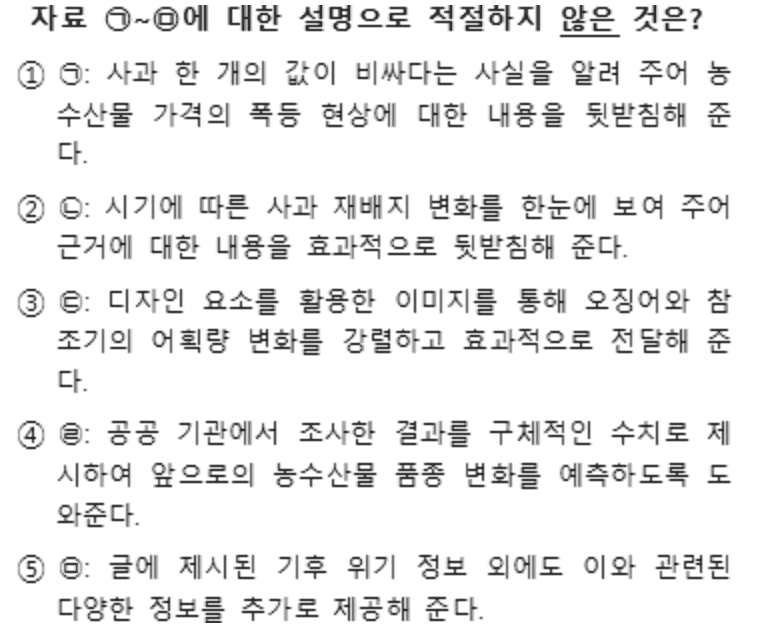 자료 ㉠~㉤에 대한 설명으로 적절하지 않은 것은?
① ㉠: 사과 한 개의 값이 비싸다는 사실을 알려 주어 농
수산물 가격의 폭등 현상에 대한 내용을 뒷받침해 준
다.
② ㉡: 시기에 따른 사과 재배지 변화를 한눈에 보여 주어
근거에 대한 내용을 효과적으로 뒷받침해 준다.
③ ㉢: 디자인 요소를 활용한 이미지를 통해 오징어와 참
조기의 어획량 변화를 강렬하고 효과적으로 전달해 준
다.
④ ㉣: 공공 기관에서 조사한 결과를 구체적인 수치로 제
시하여 앞으로의 농수산물 품종 변화를 예측하도록 도
와준다.
⑤ ㉤: 글에 제시된 기후 위기 정보 외에도 이와 관련된
다양한 정보를 추가로 제공해 준다.